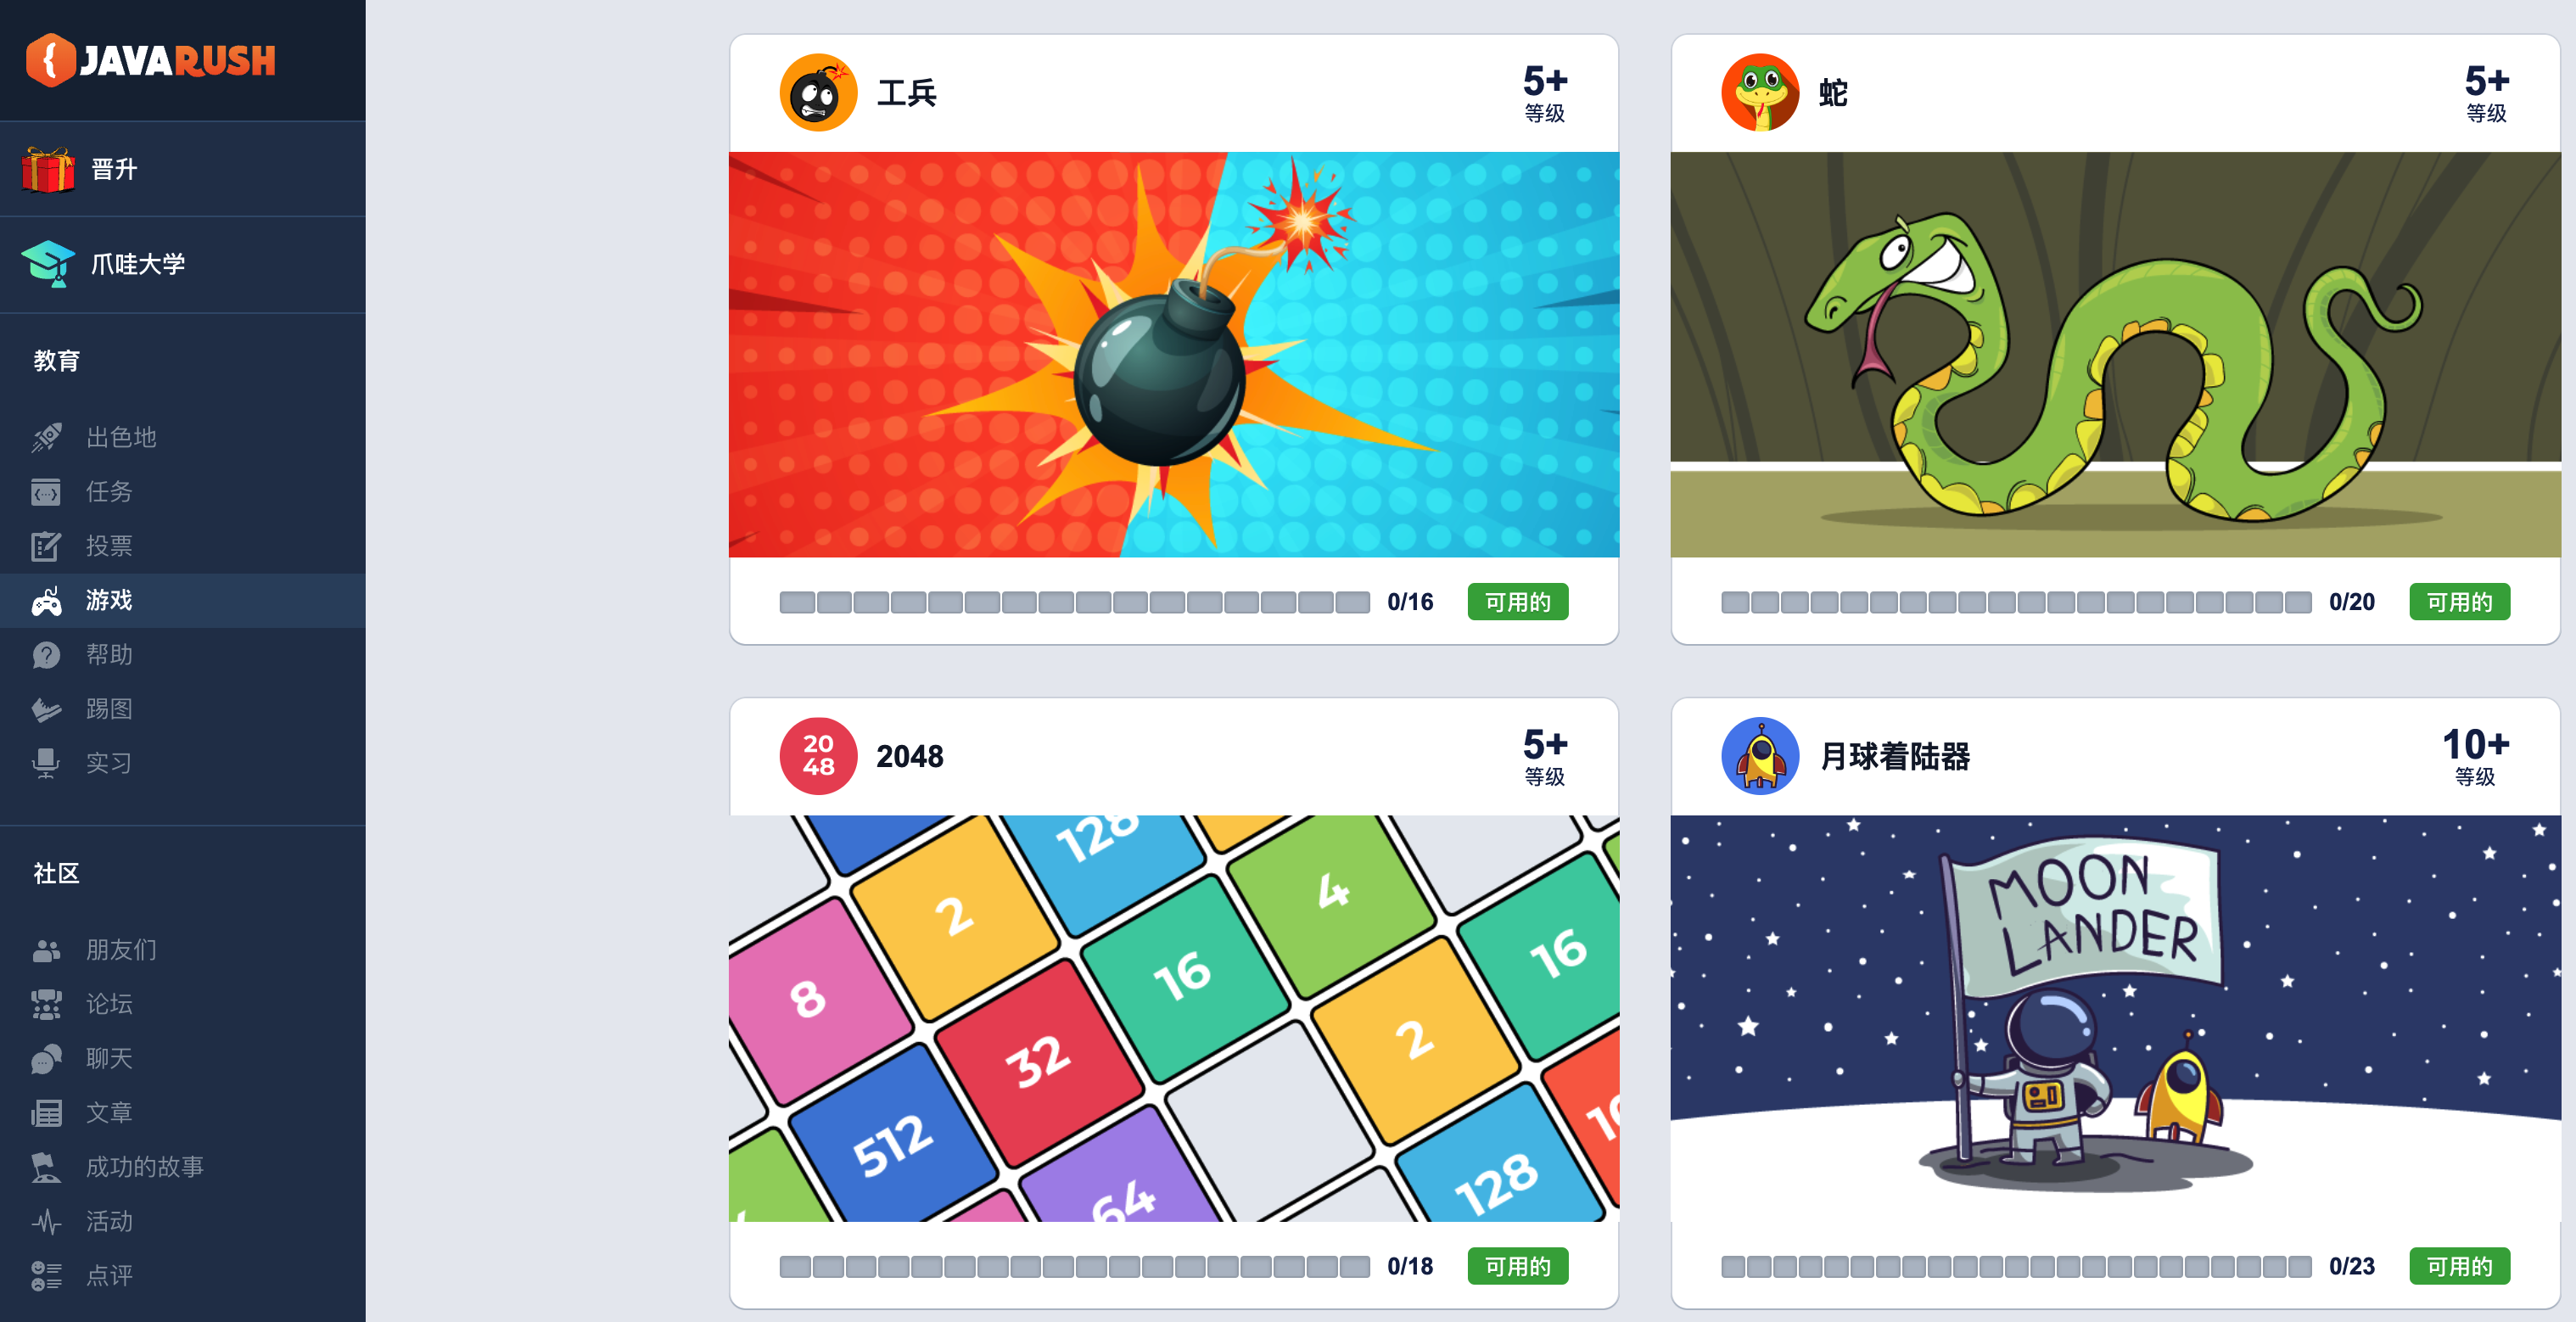 JAVARUSH
晋升
爪哇大学
教育
出色地
任务
投票
游戏
帮助
踢图
实习
社区
朋友们
论坛
聊天
文章
成功的故事
活动
点评
工兵
5+
等级
0/16
可用的
蛇
5+
等级
0/20
可用的
20
48
2048
5+
等级
128
2
4
8
16
16
32
2
512
64
128
0/18
可用的
月球着陆器
10+
等级
MOON
LANDER
0/23
可用的